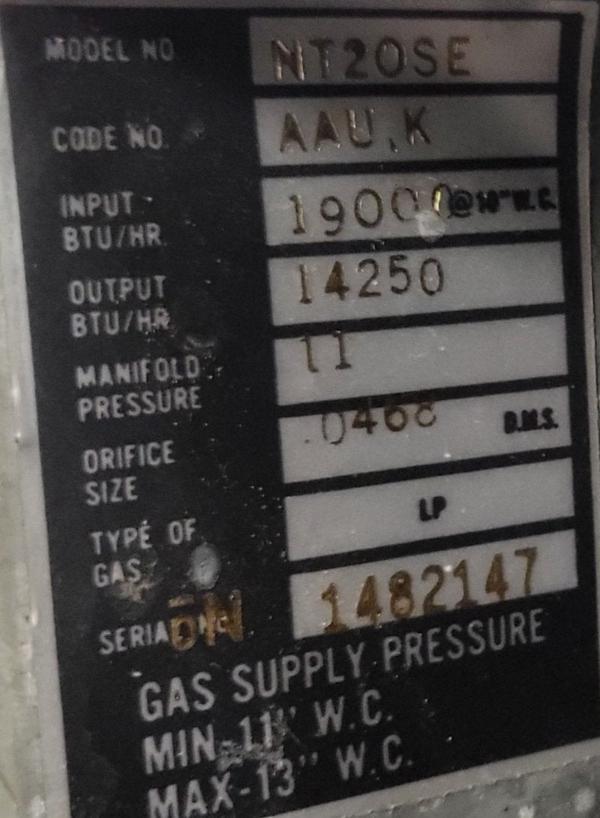 MODEL NO NT20SE
CODE NO. AAU.K
INPUT BTU/HR 19000 @10" W.C.
OUTPUT BTU/HR 14250
MANIFOLD PRESSURE 11
ORIFICE SIZE .0468 D.M.S.
TYPE OF GAS LP
SERIAL NO. 1482147
GAS SUPPLY PRESSURE
MIN-11" W.C.
MAX-13" W.C.